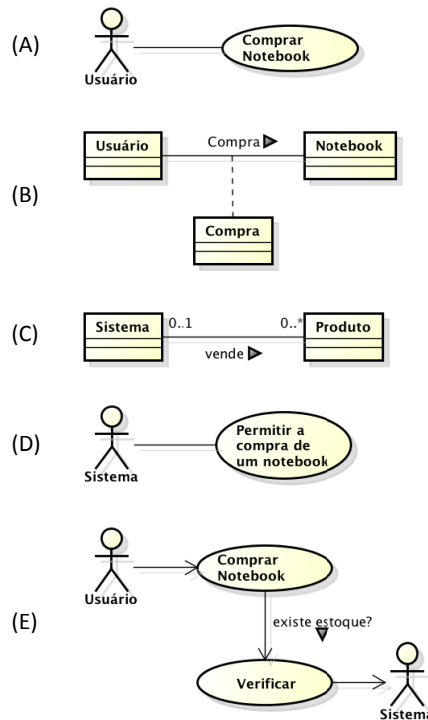 (A)
Usuário
Comprar
Notebook
(B)
Usuário
Compra
Notebook
Compra
(C)
Sistema
0..1
vende
0..*
Produto
(D)
Sistema
Permitir a
compra de
um notebook
(E)
Usuário
Comprar
Notebook
existe estoque?
Verificar
Sistema